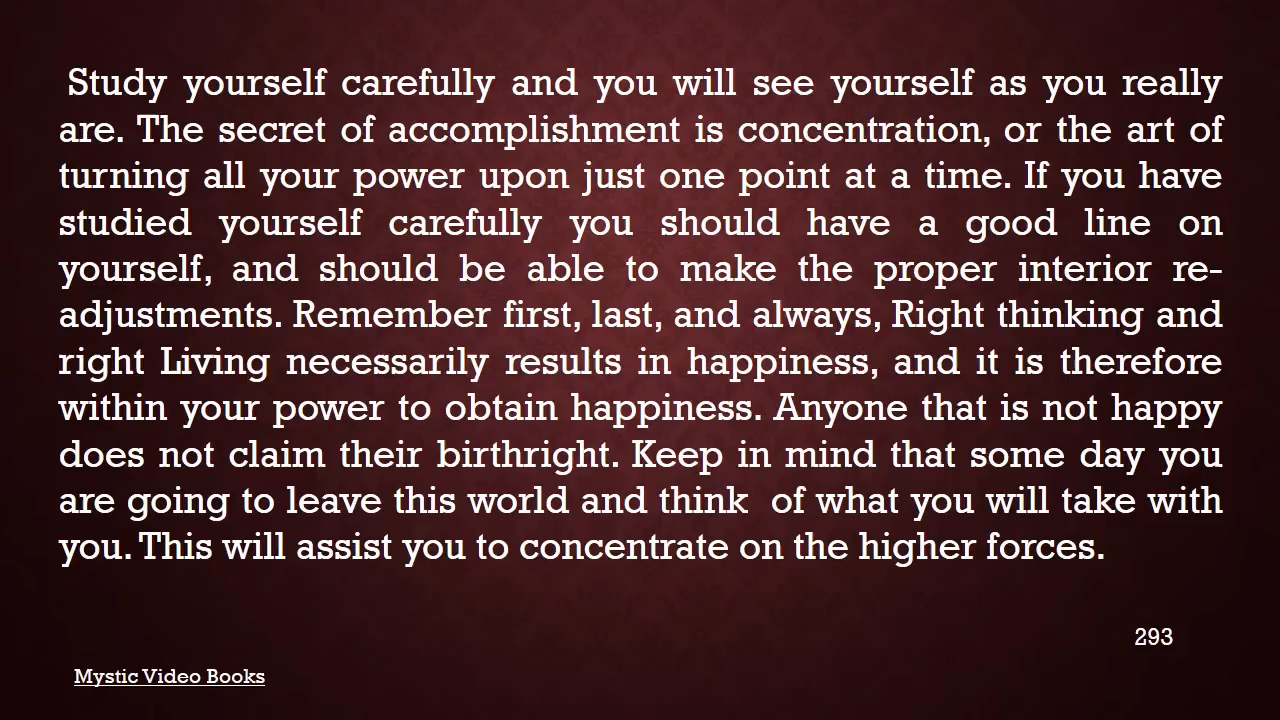 Study yourself carefully and you will see yourself as you really
are. The secret of accomplishment is concentration, or the art of
turning all your power upon just one point at a time. If you have
studied yourself carefully you should have a good line on
yourself, and should be able to make the proper interior re-
adjustments. Remember first, last, and always, Right thinking and
right Living necessarily results in happiness, and it is therefore
within your power to obtain happiness. Anyone that is not happy
does not claim their birthright. Keep in mind that some day you
are going to leave this world and think  of what you will take with
you. This will assist you to concentrate on the higher forces.
293
Mystic Video Books